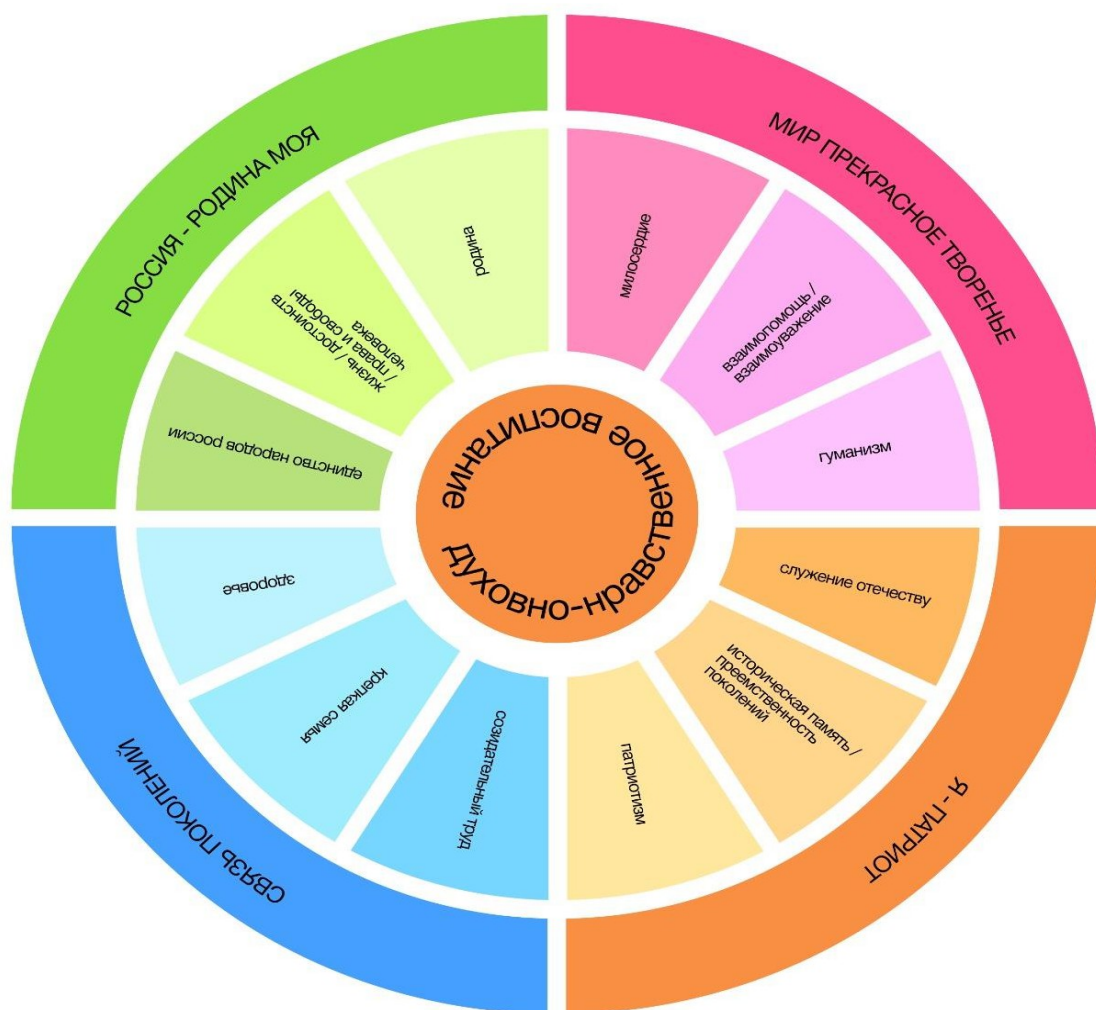 РОССИЯ - РОДИНА МОЯ
МИР ПРЕКРАСНОЕ ТВОРЕНЬЕ
родина
жизнь / достоинств
/ права и свободы
человека
единство народов россии
милосердие
взаимопомощь /
взаимоуважение
гуманизм
духовно-нравственное воспитание
здоровье
крепкая семья
созидательный труд
служение отечеству
историческая память /
преемственность
поколений
патриотизм
СВЯЗЬ ПОКОЛЕНИЙ
Я - ПАТРИОТ